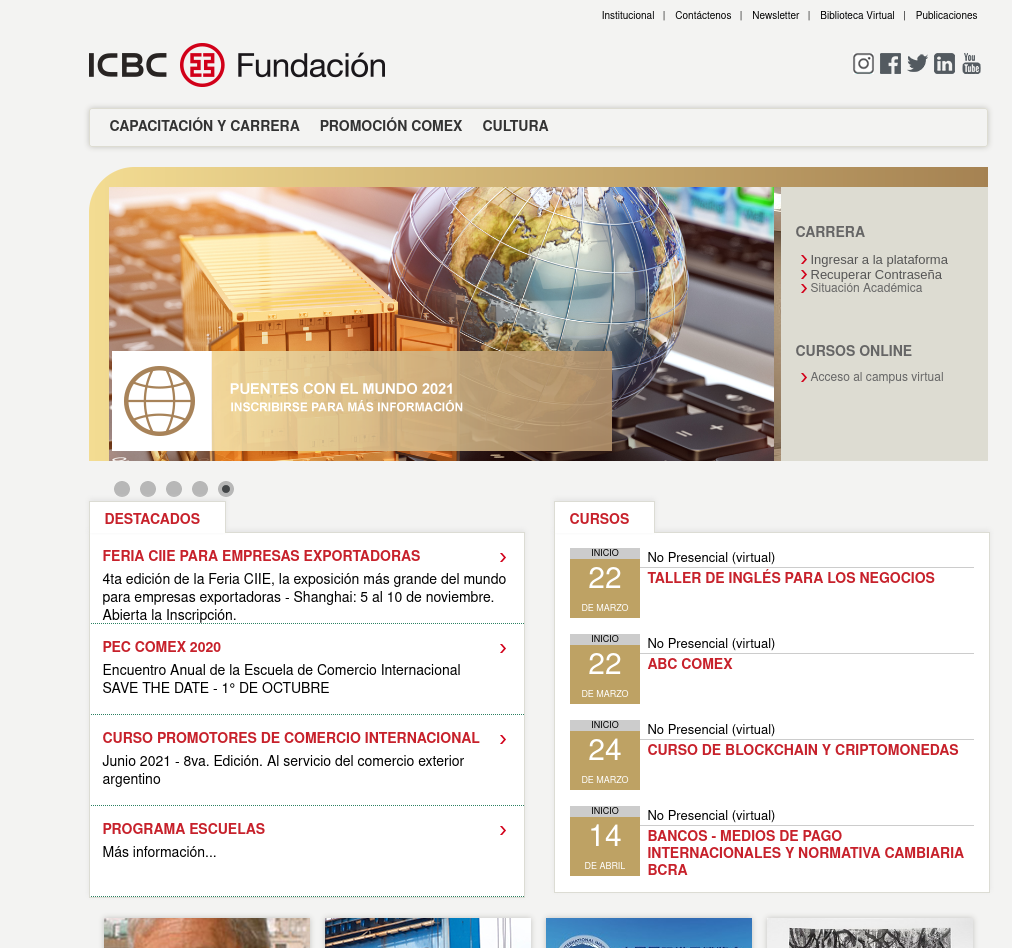 Institucional | Contáctenos | Newsletter | Biblioteca Virtual | Publicaciones
ICBC Fundación
You
Tube
CAPACITACIÓN Y CARRERA PROMOCIÓN COMEX CULTURA
PUENTES CON EL MUNDO 2021
INSCRIBIRSE PARA MÁS INFORMACIÓN
CARRERA
Ingresar a la plataforma
Recuperar Contraseña
Situación Académica
CURSOS ONLINE
Acceso al campus virtual
DESTACADOS
FERIA CIIE PARA EMPRESAS EXPORTADORAS
4ta edición de la Feria CIIE, la exposición más grande del mundo
para empresas exportadoras - Shanghai: 5 al 10 de noviembre.
Abierta la Inscripción.
PEC COMEX 2020
Encuentro Anual de la Escuela de Comercio Internacional
SAVE THE DATE - 1° DE OCTUBRE
CURSO PROMOTORES DE COMERCIO INTERNACIONAL
Junio 2021 - 8va. Edición. Al servicio del comercio exterior
argentino
PROGRAMA ESCUELAS
Más información...
CURSOS
INICIO
22
DE MARZO
No Presencial (virtual)
TALLER DE INGLÉS PARA LOS NEGOCIOS
INICIO
22
DE MARZO
No Presencial (virtual)
ABC COMEX
INICIO
24
DE MARZO
No Presencial (virtual)
CURSO DE BLOCKCHAIN Y CRIPTOMONEDAS
INICIO
14
DE ABRIL
No Presencial (virtual)
BANCOS - MEDIOS DE PAGO
INTERNACIONALES Y NORMATIVA CAMBIARIA
BCRA